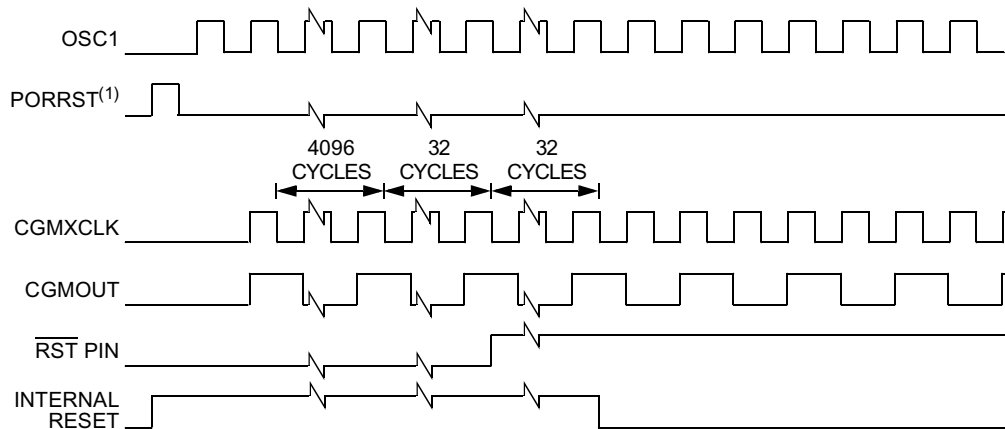 OSC1
PORRST(1)
4096
CYCLES
32
CYCLES
32
CYCLES
CGMXCLK
CGMOUT
RST PIN
INTERNAL
RESET